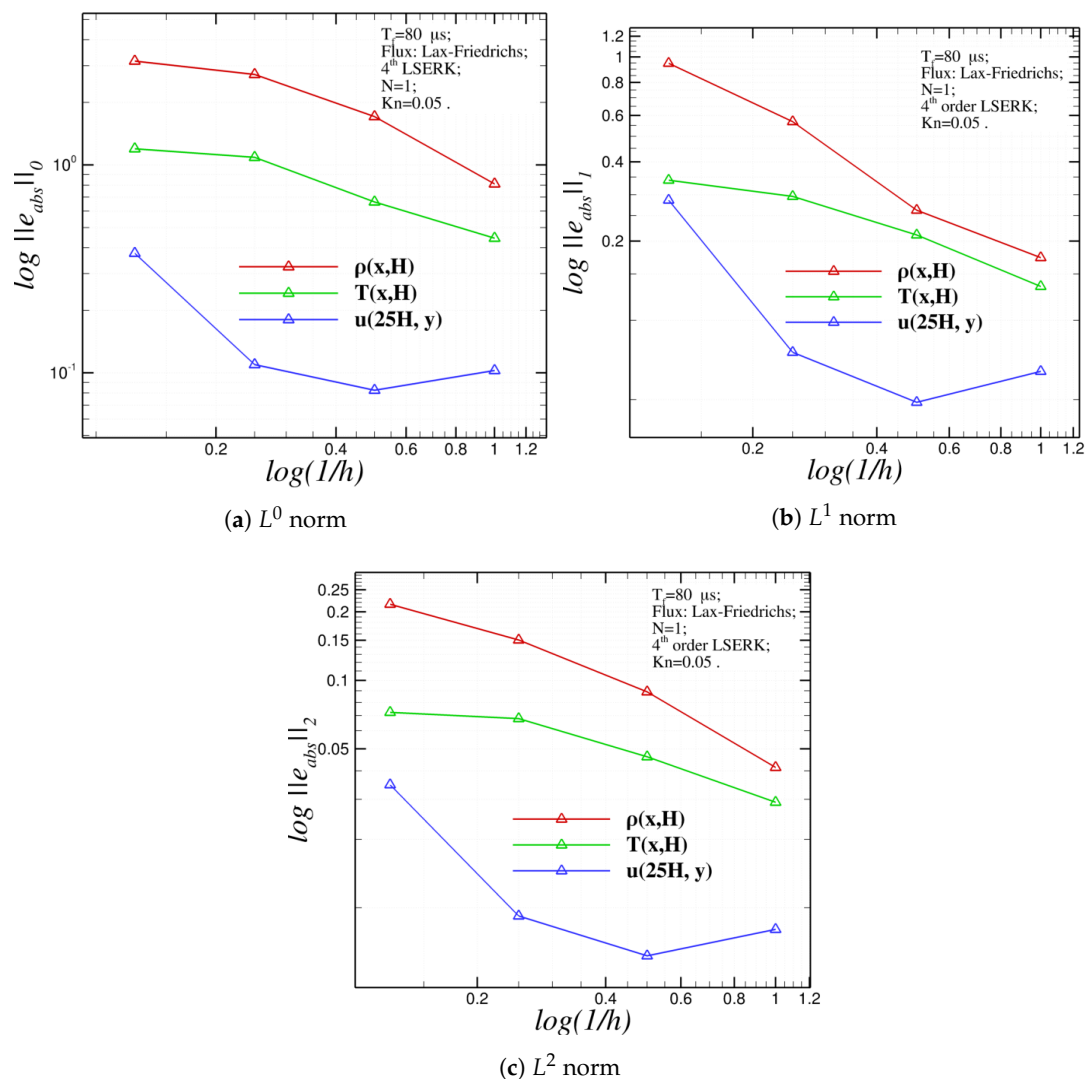 T_f=80 μs;
Flux: Lax-Friedrichs;
4th LSERK;
N=1;
Kn=0.05 .
10^0
10^-1
log ||e_abs||_0
ρ(x,H)
T(x,H)
u(25H, y)
0.2 0.4 0.6 0.8 1 1.2
log(1/h)
(a) L^0 norm
T_f=80 μs;
Flux: Lax-Friedrichs;
N=1;
4th order LSERK;
Kn=0.05 .
1.2
1
0.8
0.6
0.4
0.2
log ||e_abs||_1
ρ(x,H)
T(x,H)
u(25H, y)
0.2 0.4 0.6 0.8 1 1.2
log(1/h)
(b) L^1 norm
T_f=80 μs;
Flux: Lax-Friedrichs;
N=1;
4th order LSERK;
Kn=0.05 .
0.25
0.2
0.15
0.1
0.05
log ||e_abs||_2
ρ(x,H)
T(x,H)
u(25H, y)
0.2 0.4 0.6 0.8 1 1.2
log(1/h)
(c) L^2 norm